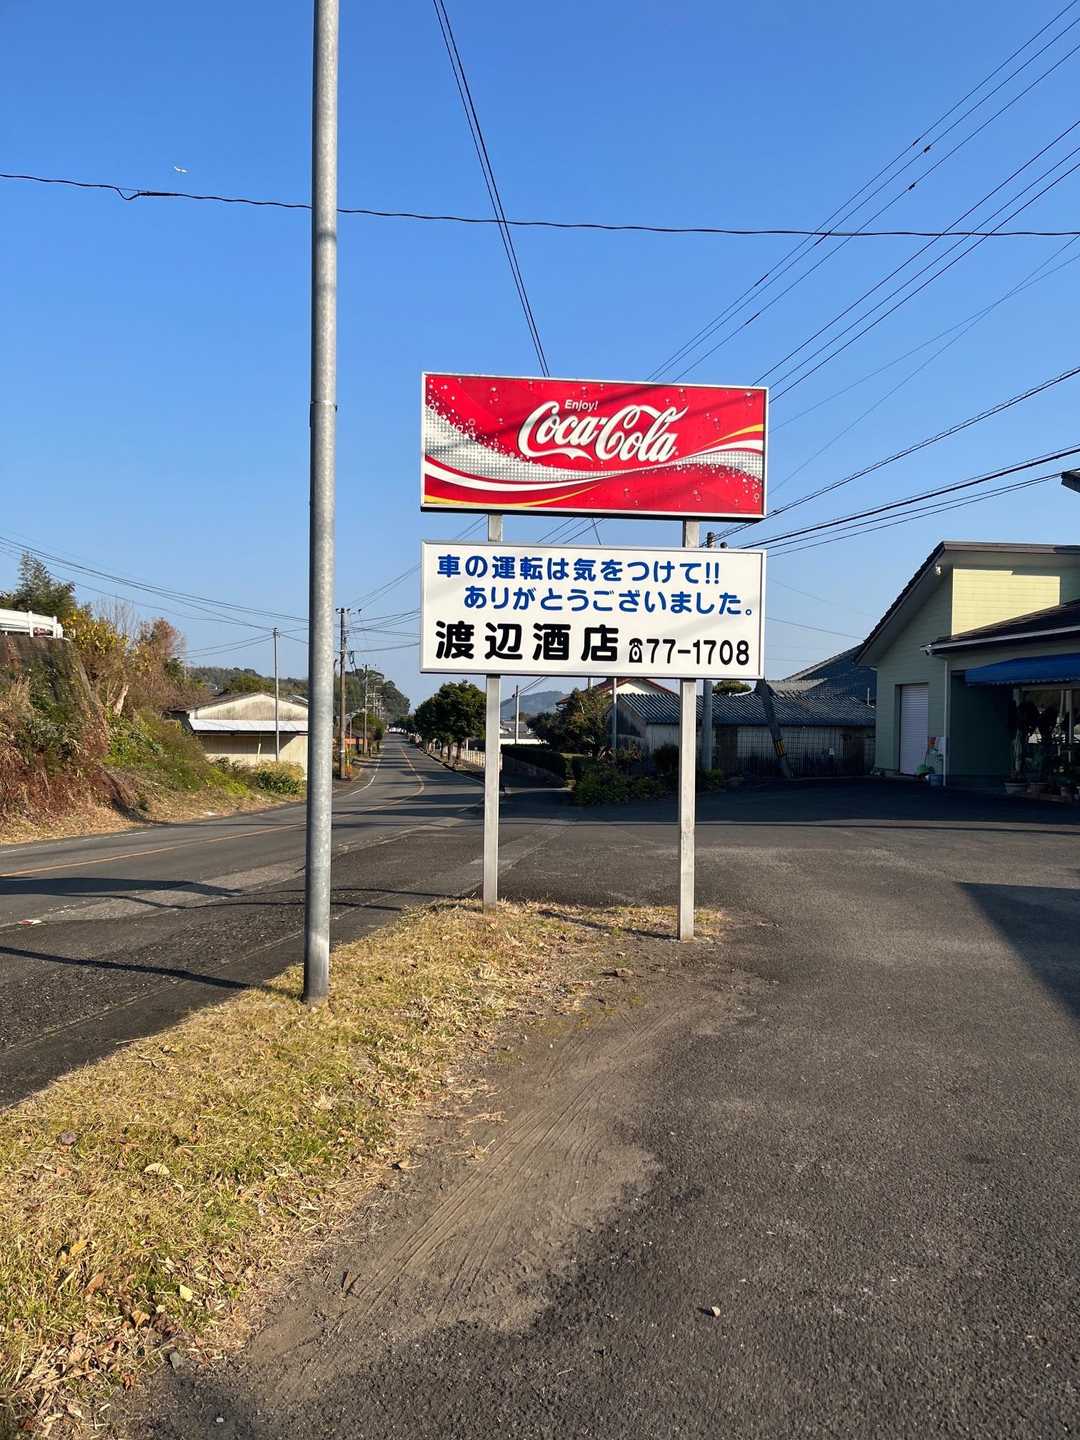 Enjoy!
Coca-Cola
車の運転は気をつけて!!
ありがとうございました。
渡辺酒店 ☎77-1708